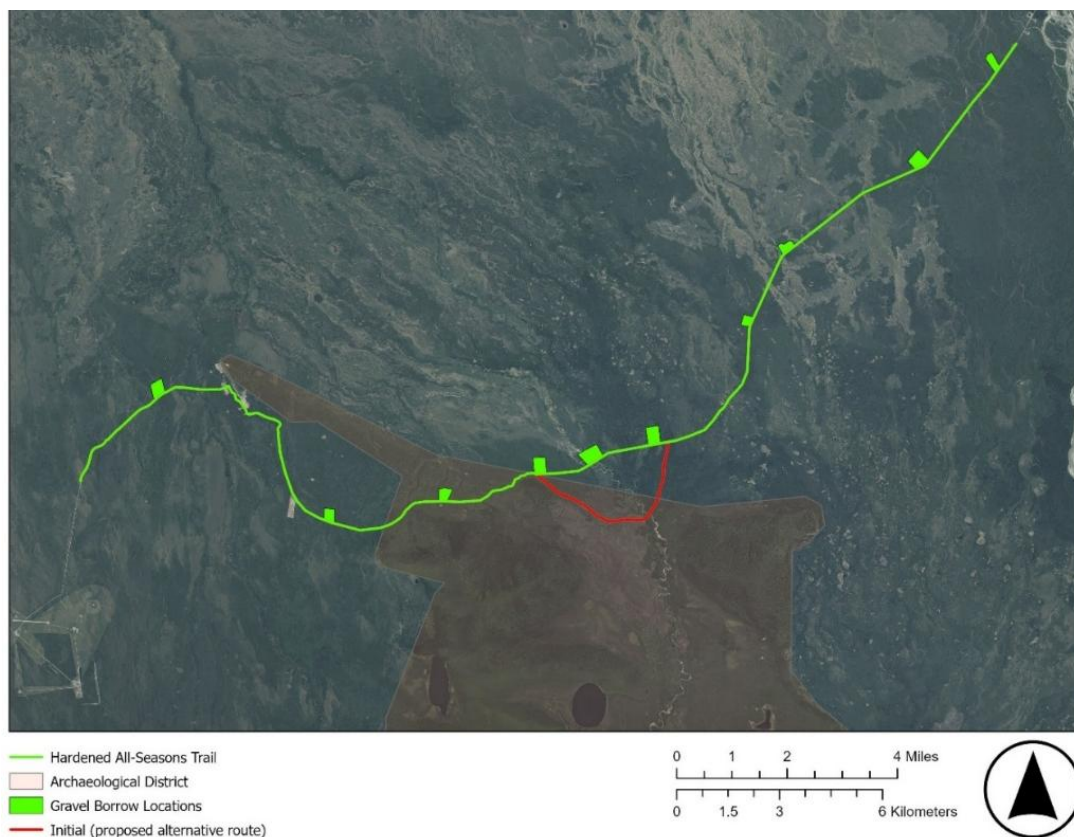 Hardened All-Seasons Trail
Archaeological District
Gravel Borrow Locations
Initial (proposed alternative route)
0 1 2 4 Miles
0 1.5 3 6 Kilometers